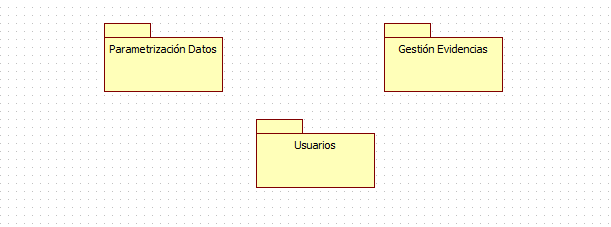 Parametrización Datos
Gestión Evidencias
Usuarios